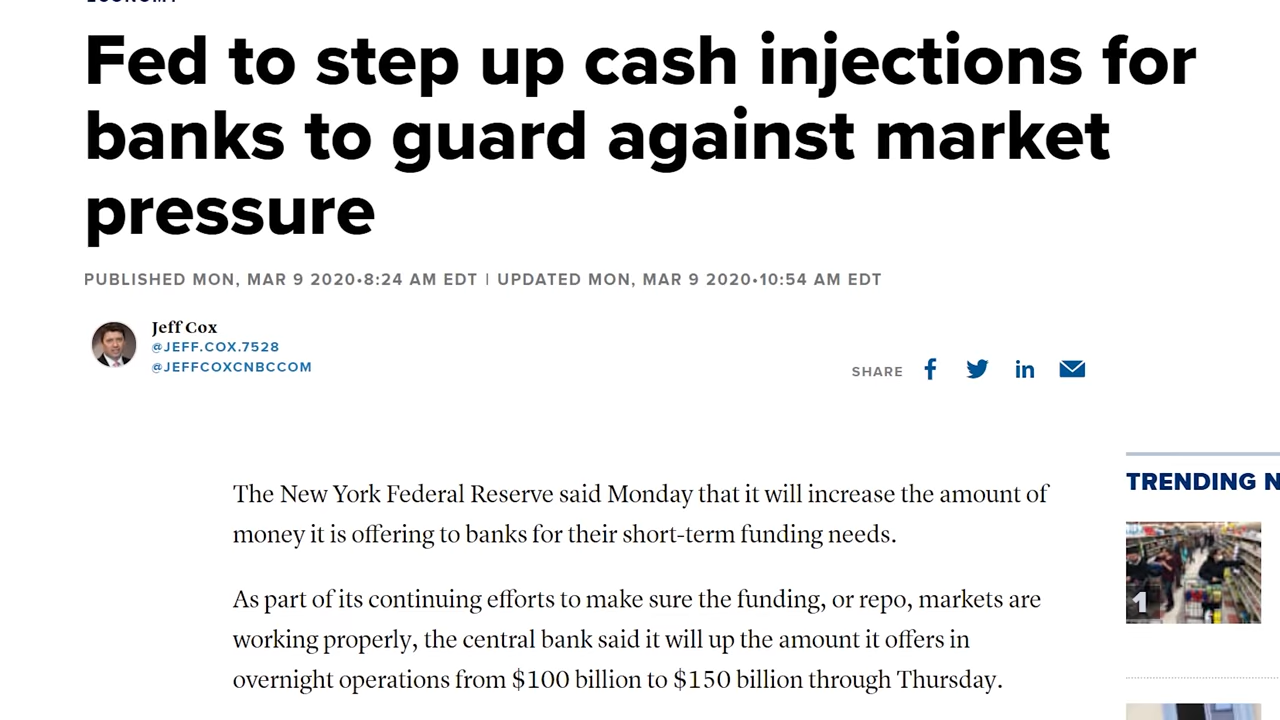 ECONOMY
Fed to step up cash injections for
banks to guard against market
pressure
PUBLISHED MON, MAR 9 2020•8:24 AM EDT | UPDATED MON, MAR 9 2020•10:54 AM EDT
Jeff Cox
@JEFF.COX.7528
@JEFFCOXCNBCCOM
SHARE
The New York Federal Reserve said Monday that it will increase the amount of
money it is offering to banks for their short-term funding needs.
TRENDING N
As part of its continuing efforts to make sure the funding, or repo, markets are
working properly, the central bank said it will up the amount it offers in
overnight operations from $100 billion to $150 billion through Thursday.
1